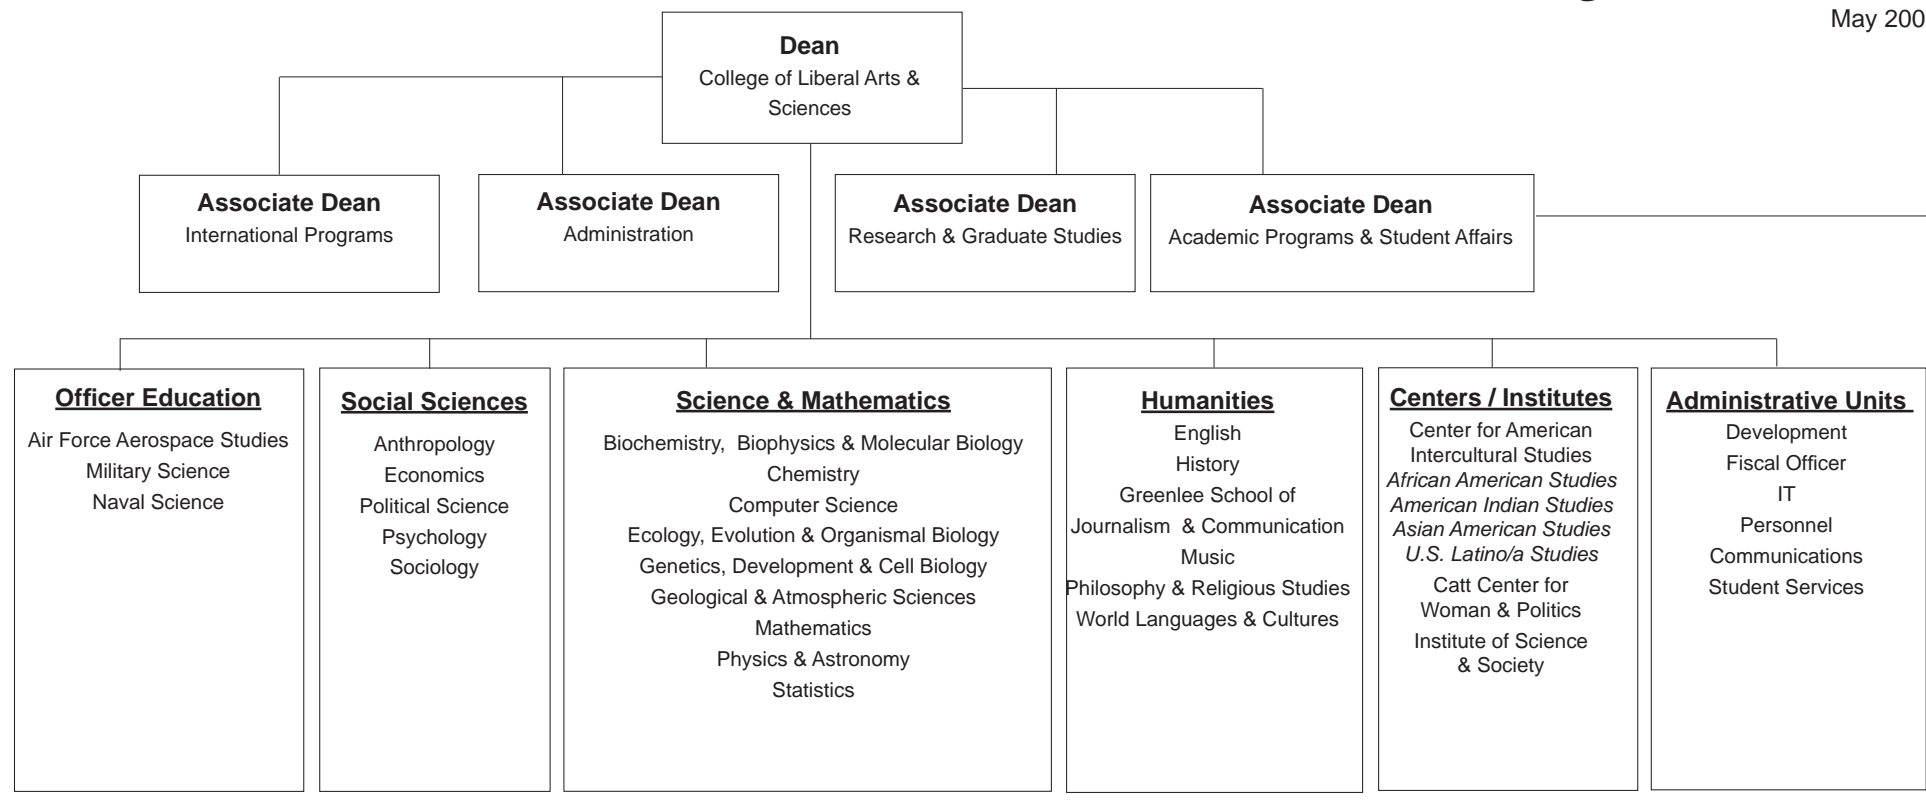 May 200
Dean
College of Liberal Arts &
Sciences
Associate Dean
International Programs
Associate Dean
Administration
Associate Dean
Research & Graduate Studies
Associate Dean
Academic Programs & Student Affairs
Officer Education
Air Force Aerospace Studies
Military Science
Naval Science
Social Sciences
Anthropology
Economics
Political Science
Psychology
Sociology
Science & Mathematics
Biochemistry, Biophysics & Molecular Biology
Chemistry
Computer Science
Ecology, Evolution & Organismal Biology
Genetics, Development & Cell Biology
Geological & Atmospheric Sciences
Mathematics
Physics & Astronomy
Statistics
Humanities
English
History
Greenlee School of
Journalism & Communication
Music
Philosophy & Religious Studies
World Languages & Cultures
Centers / Institutes
Center for American
Intercultural Studies
African American Studies
American Indian Studies
Asian American Studies
U.S. Latino/a Studies
Catt Center for
Woman & Politics
Institute of Science
& Society
Administrative Units
Development
Fiscal Officer
IT
Personnel
Communications
Student Services